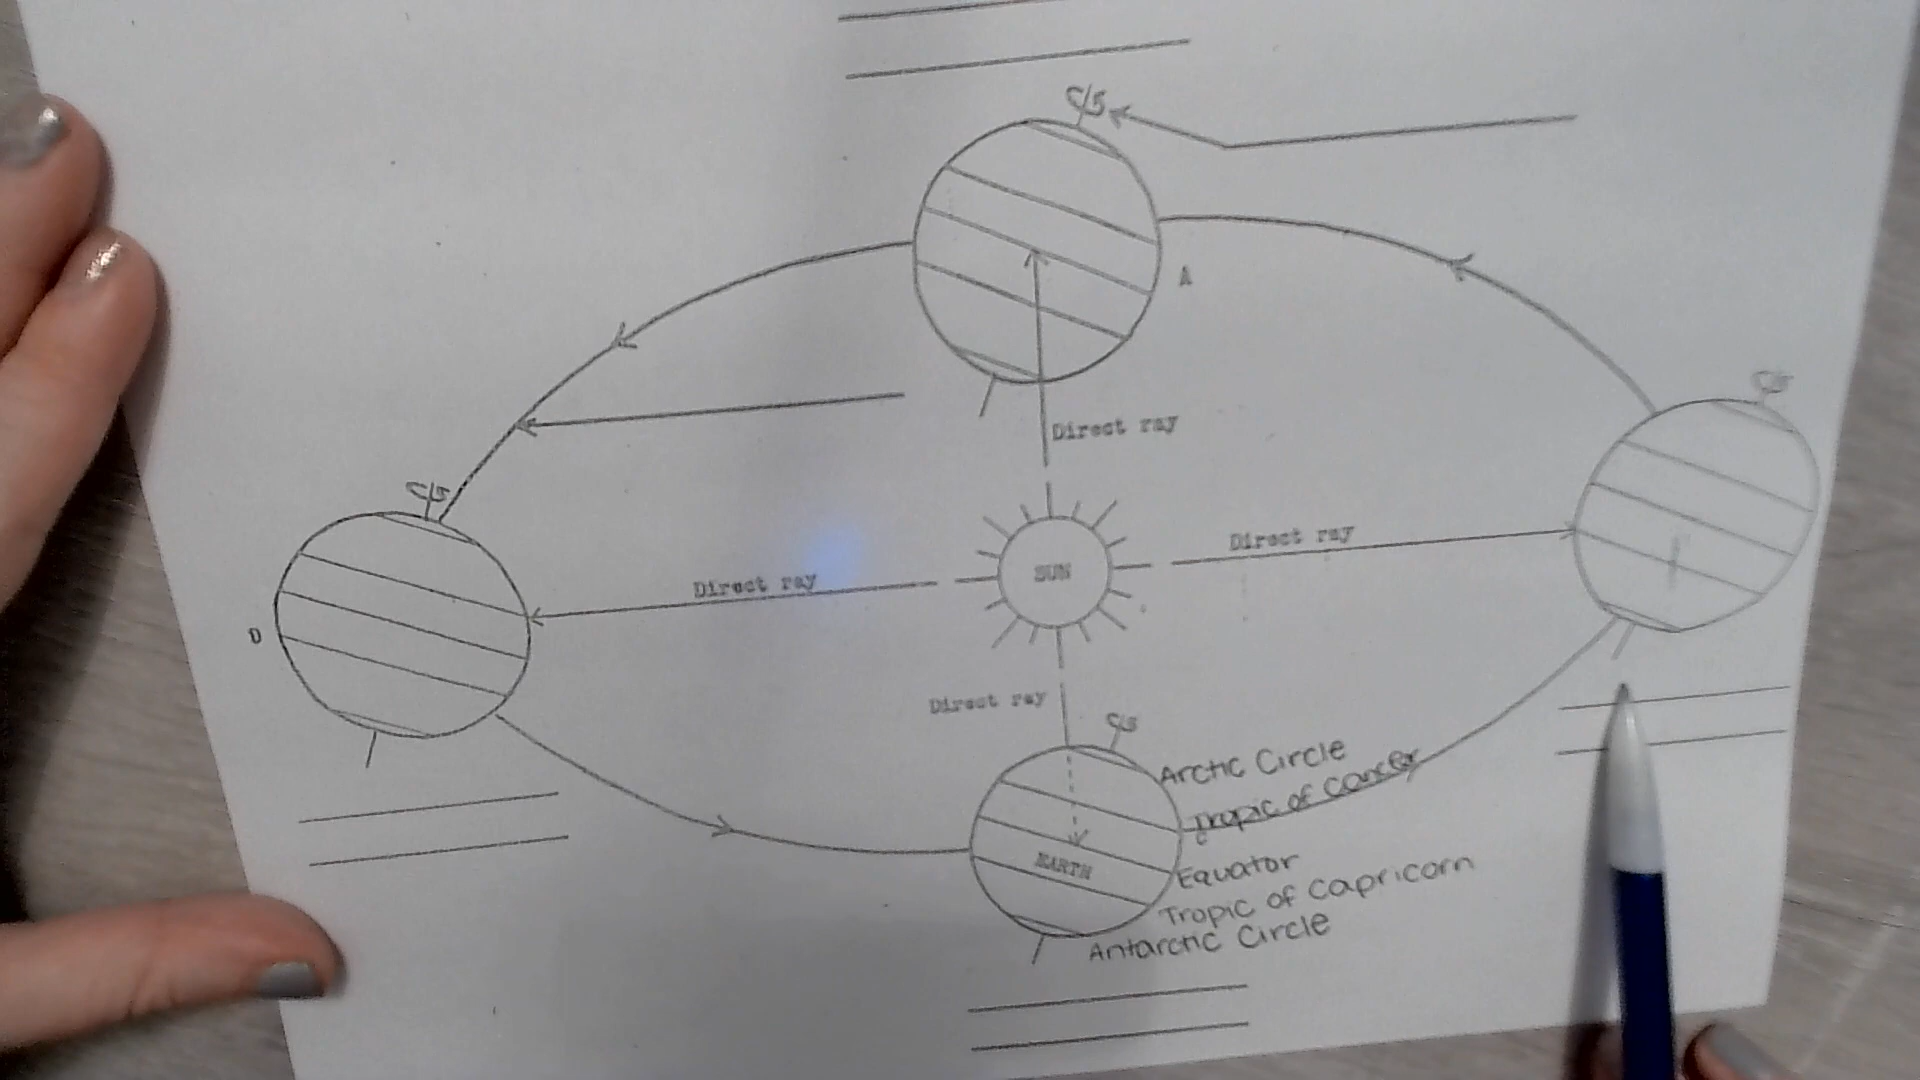 A
Direct ray
Direct ray
SUN
Direct ray
D
Direct ray
Arctic Circle
Tropic of Cancer
EARTH
Equator
Tropic of Capricorn
Antarctic Circle